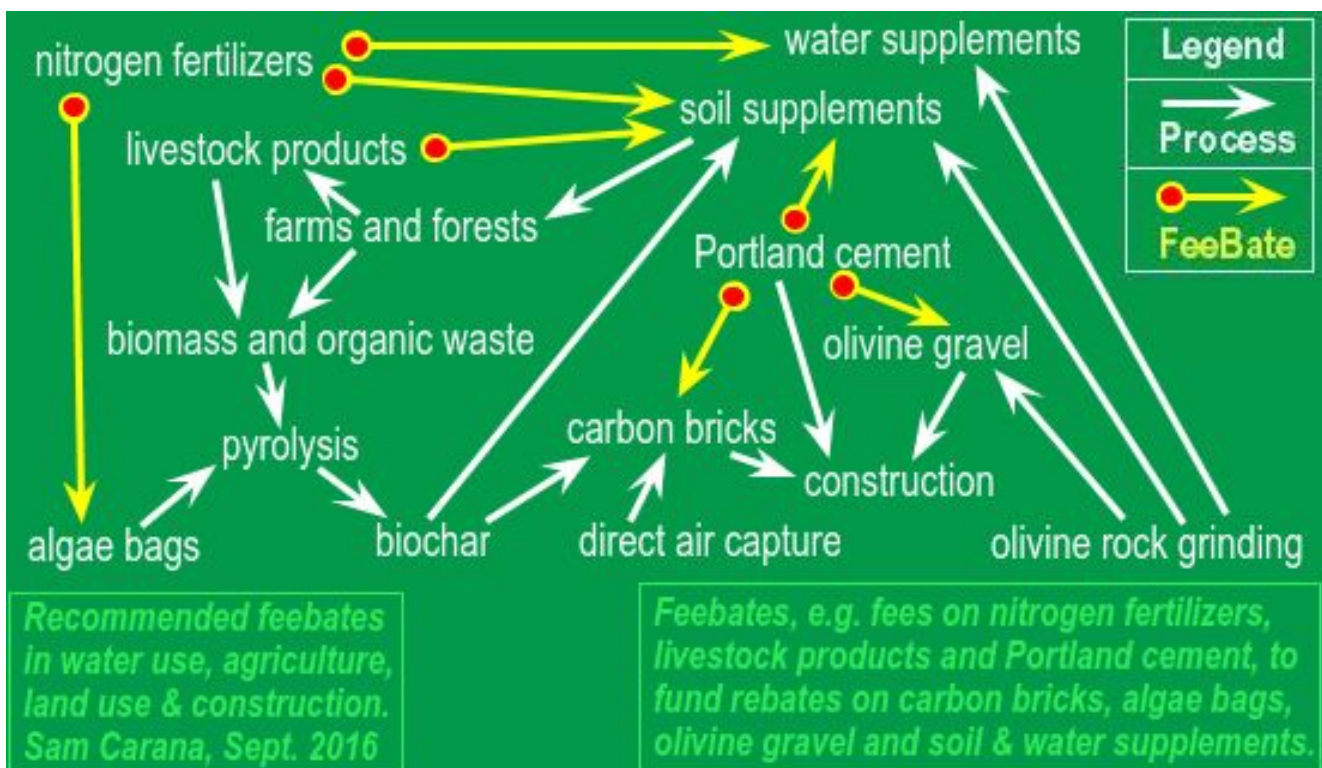 nitrogen fertilizers
water supplements
soil supplements
livestock products
farms and forests
Portland cement
biomass and organic waste
olivine gravel
carbon bricks
pyrolysis
construction
algae bags
biochar
direct air capture
olivine rock grinding
Legend
Process
FeeBate
Recommended feebates
in water use, agriculture,
land use & construction.
Sam Carana, Sept. 2016
Feebates, e.g. fees on nitrogen fertilizers,
livestock products and Portland cement, to
fund rebates on carbon bricks, algae bags,
olivine gravel and soil & water supplements.